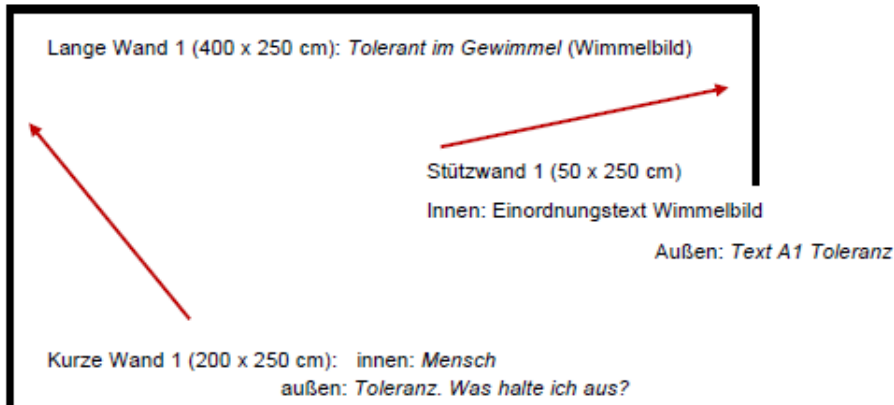 Lange Wand 1 (400 x 250 cm): Tolerant im Gewimmel (Wimmelbild)
Stützwand 1 (50 x 250 cm)
Innen: Einordnungstext Wimmelbild
Außen: Text A1 Toleranz
Kurze Wand 1 (200 x 250 cm): innen: Mensch
außen: Toleranz. Was halte ich aus?